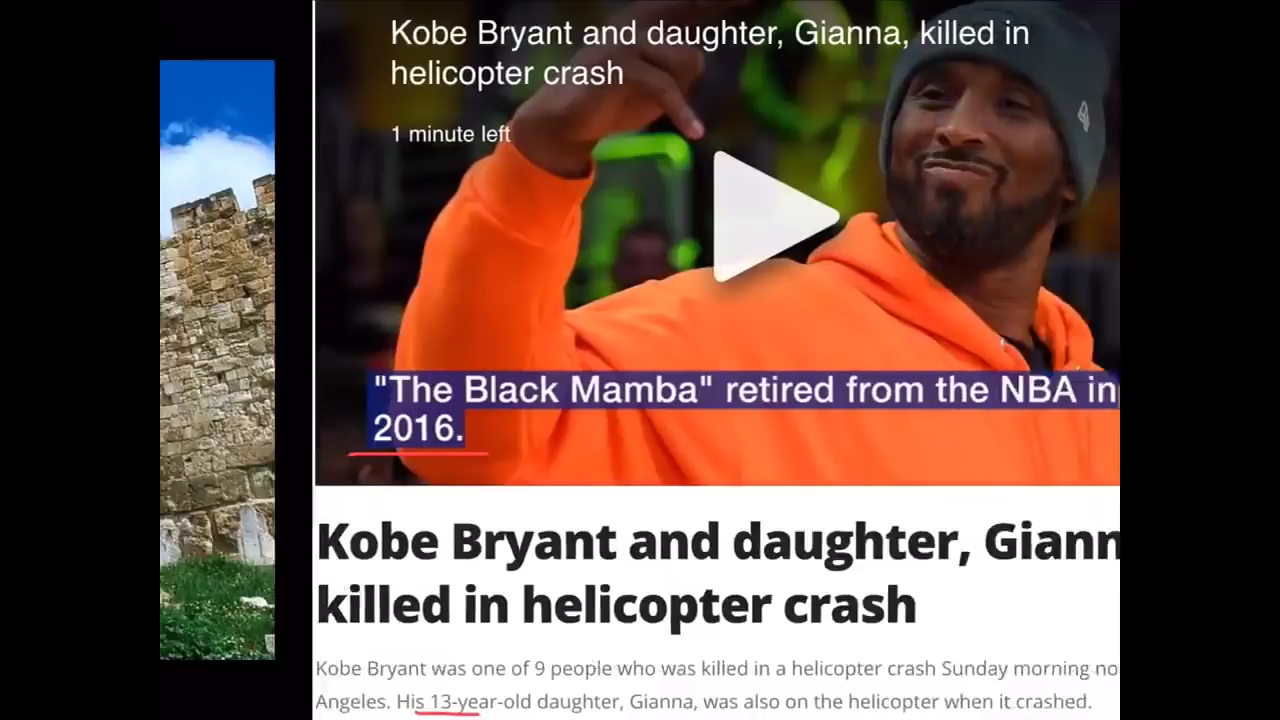 Kobe Bryant and daughter, Gianna, killed in
helicopter crash
1 minute left
"The Black Mamba" retired from the NBA in
2016.
Kobe Bryant and daughter, Giann
killed in helicopter crash
Kobe Bryant was one of 9 people who was killed in a helicopter crash Sunday morning no
Angeles. His 13-year-old daughter, Gianna, was also on the helicopter when it crashed.